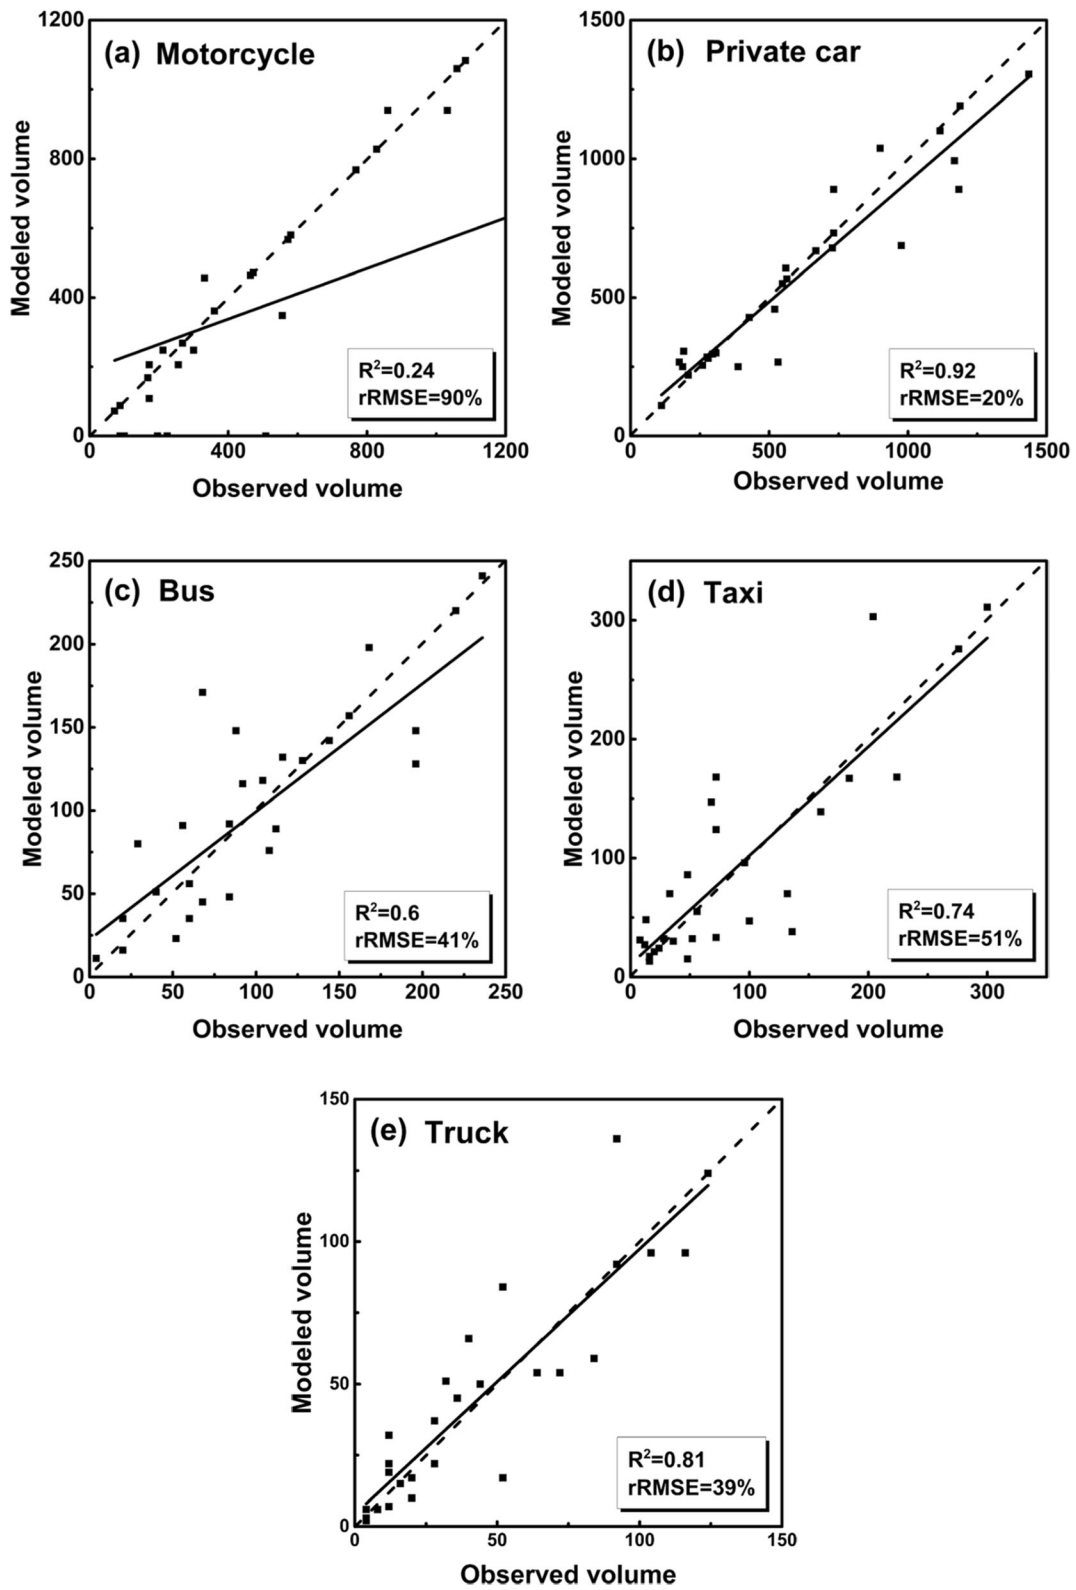 (a) Motorcycle
1200
800
400
0
0 400 800 1200
Modeled volume
Observed volume
R²=0.24
rRMSE=90%
(b) Private car
1500
1000
500
0
0 500 1000 1500
Modeled volume
Observed volume
R²=0.92
rRMSE=20%
(c) Bus
250
200
150
100
50
0
0 50 100 150 200 250
Modeled volume
Observed volume
R²=0.6
rRMSE=41%
(d) Taxi
300
200
100
0
0 100 200 300
Modeled volume
Observed volume
R²=0.74
rRMSE=51%
(e) Truck
150
100
50
0
0 50 100 150
Modeled volume
Observed volume
R²=0.81
rRMSE=39%